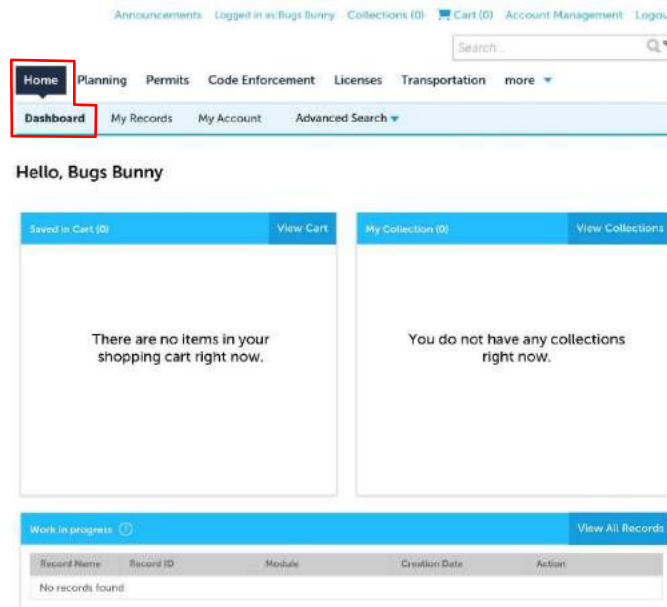 Announcements Logged in as:Bugs Bunny Collections (0) Cart (0) Account Management Logou
Search...
Home Planning Permits Code Enforcement Licenses Transportation more
Dashboard My Records My Account Advanced Search
Hello, Bugs Bunny
Saved in Cart (0) View Cart My Collection (0) View Collections
There are no items in your
shopping cart right now.
You do not have any collections
right now.
Work in progress ? View All Records
Record Name Record ID Module Creation Date Action
No records found